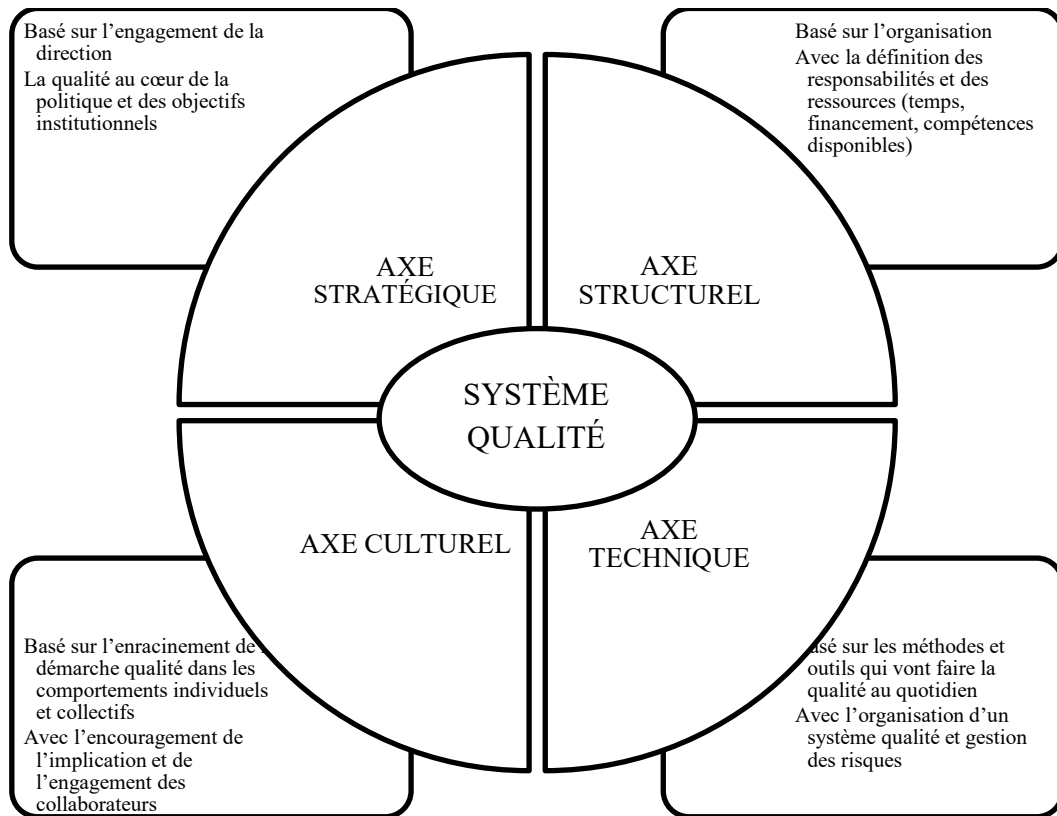 Basé sur l’engagement de la
direction
La qualité au cœur de la
politique et des objectifs
institutionnels
Basé sur l’organisation
Avec la définition des
responsabilités et des
ressources (temps,
financement, compétences
disponibles)
AXE
STRATÉGIQUE
AXE
STRUCTUREL
SYSTÈME
QUALITÉ
AXE CULTUREL
AXE
TECHNIQUE
Basé sur l’enracinement de
démarche qualité dans les
comportements individuels
et collectifs
Avec l’encouragement de
l’implication et de
l’engagement des
collaborateurs
sur les méthodes et
outils qui vont faire la
qualité au quotidien
Avec l’organisation d’un
système qualité et gestion
des risques